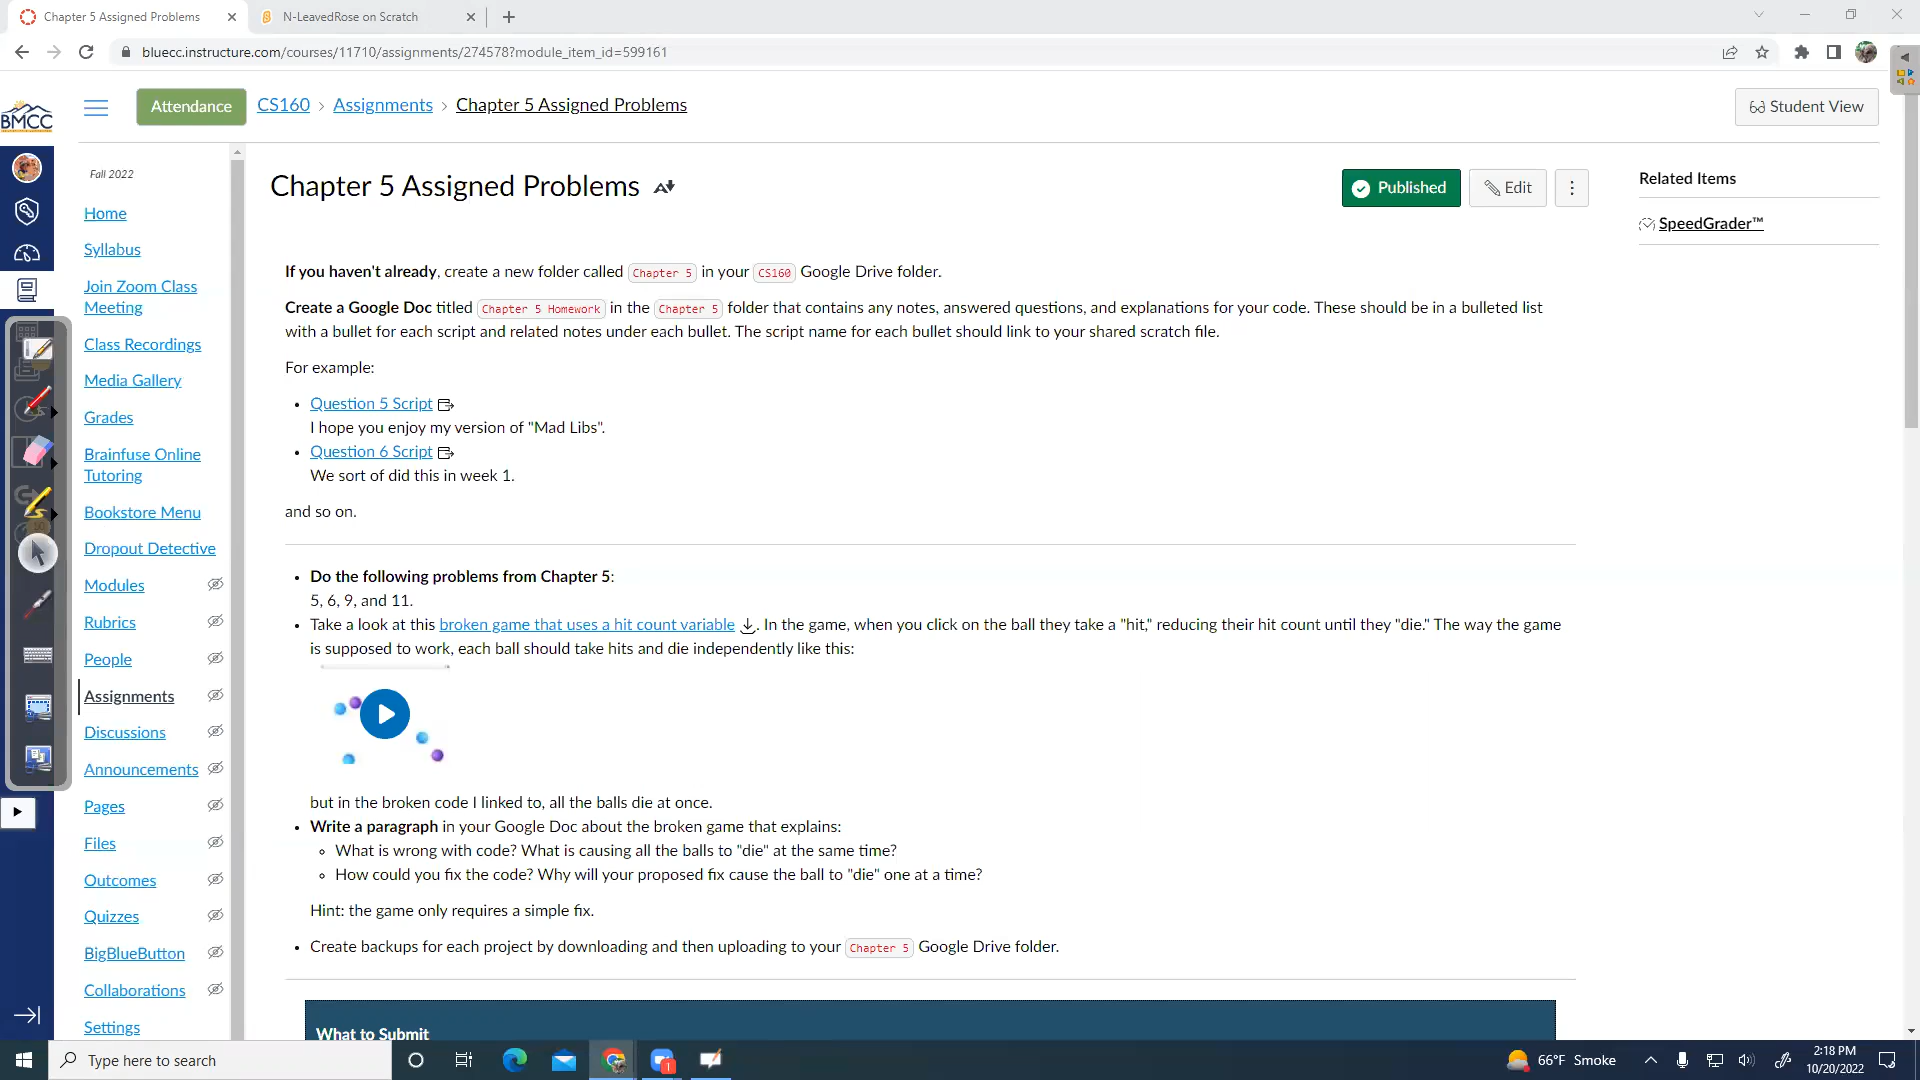 Chapter 5 Assigned Problems
N-LeavedRose on Scratch
bluecc.instructure.com/courses/11710/assignments/274578?module_item_id=599161
BMCC
Attendance
CS160 › Assignments › Chapter 5 Assigned Problems
Student View
Fall 2022
Home
Syllabus
Join Zoom Class
Meeting
Class Recordings
Media Gallery
Grades
Brainfuse Online
Tutoring
Bookstore Menu
Dropout Detective
Modules
Rubrics
People
Assignments
Discussions
Announcements
Pages
Files
Outcomes
Quizzes
BigBlueButton
Collaborations
Settings
Chapter 5 Assigned Problems
Published
Edit
Related Items
SpeedGrader™
If you haven't already, create a new folder called Chapter 5 in your CS160 Google Drive folder.
Create a Google Doc titled Chapter 5 Homework in the Chapter 5 folder that contains any notes, answered questions, and explanations for your code. These should be in a bulleted list
with a bullet for each script and related notes under each bullet. The script name for each bullet should link to your shared scratch file.
For example:
• Question 5 Script
I hope you enjoy my version of "Mad Libs".
• Question 6 Script
We sort of did this in week 1.
and so on.
• Do the following problems from Chapter 5:
5, 6, 9, and 11.
• Take a look at this broken game that uses a hit count variable. In the game, when you click on the ball they take a "hit," reducing their hit count until they "die." The way the game
is supposed to work, each ball should take hits and die independently like this:
but in the broken code I linked to, all the balls die at once.
• Write a paragraph in your Google Doc about the broken game that explains:
◦ What is wrong with code? What is causing all the balls to "die" at the same time?
◦ How could you fix the code? Why will your proposed fix cause the ball to "die" one at a time?
Hint: the game only requires a simple fix.
• Create backups for each project by downloading and then uploading to your Chapter 5 Google Drive folder.
What to Submit
Type here to search
1
66°F Smoke
2:18 PM
10/20/2022